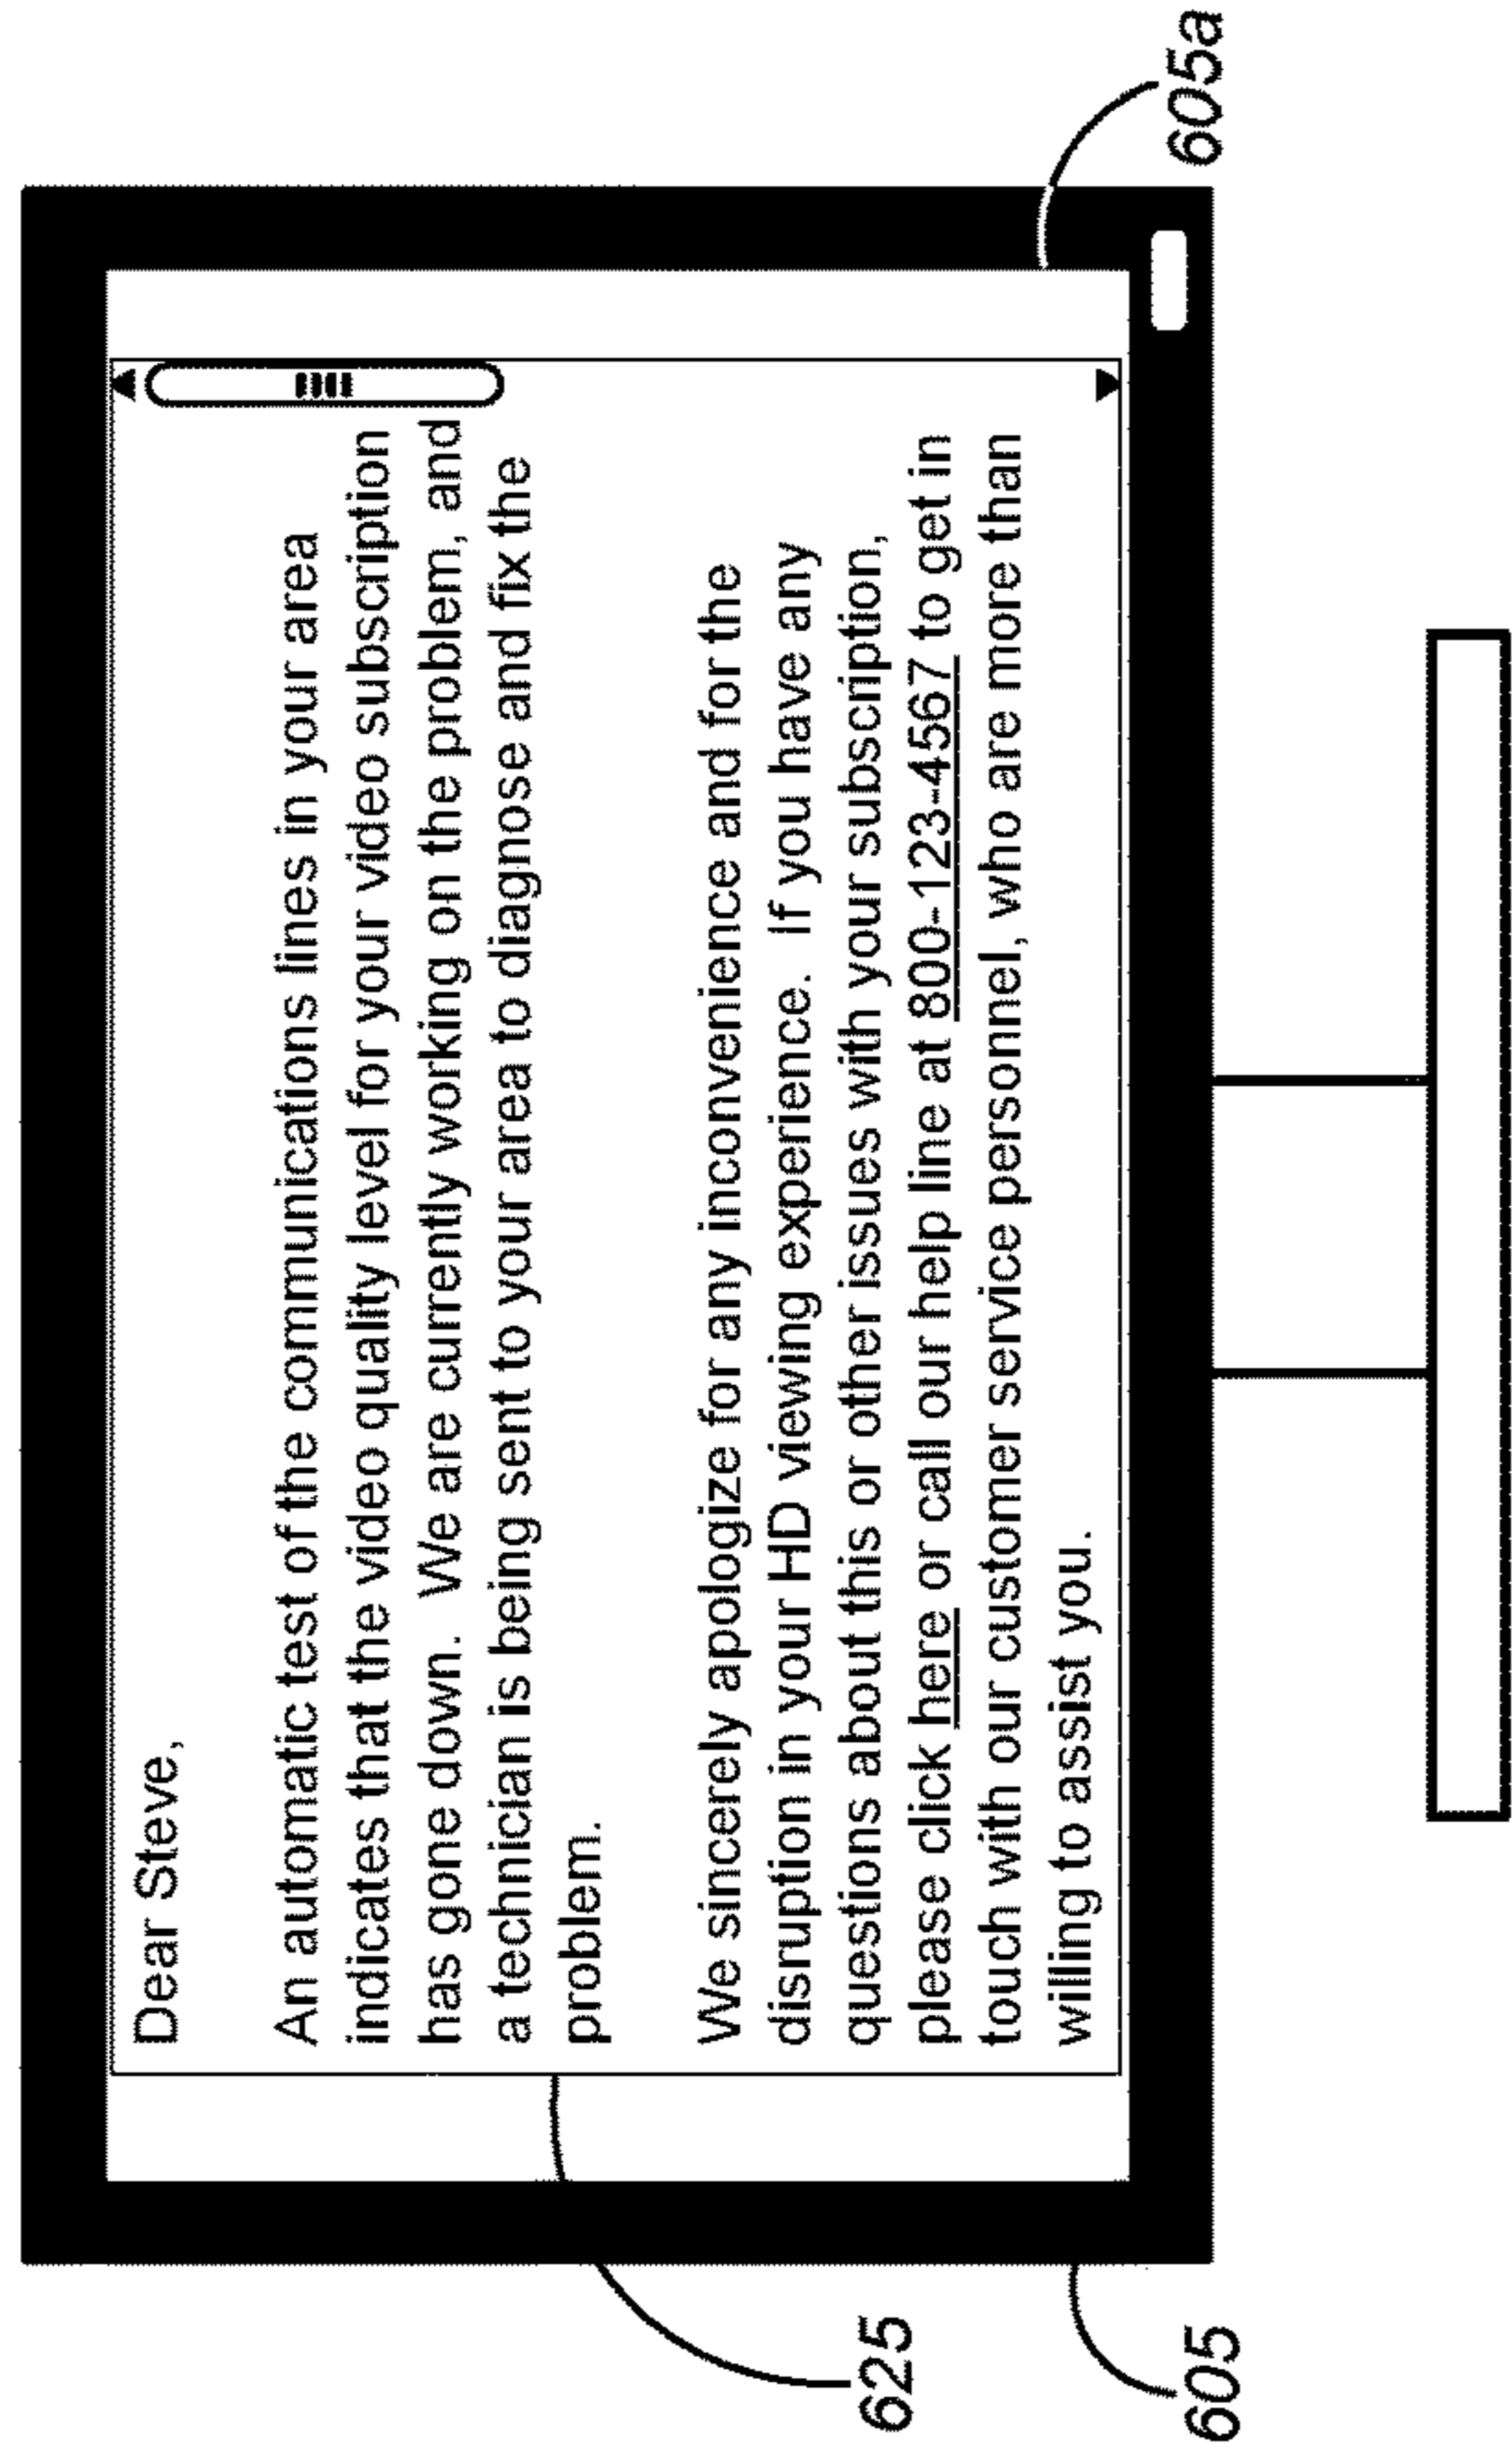 Dear Steve,
An automatic test of the communications lines in your area
indicates that the video quality level for your video subscription
has gone down. We are currently working on the problem, and
a technician is being sent to your area to diagnose and fix the
problem.
We sincerely apologize for any inconvenience and for the
disruption in your HD viewing experience. If you have any
questions about this or other issues with your subscription,
please click here or call our help line at 800-123-4567 to get in
touch with our customer service personnel, who are more than
willing to assist you.
625
605
605a